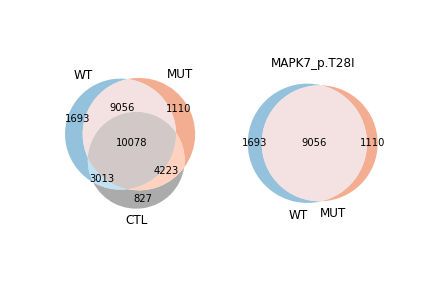 WT
MUT
9056
1693
1110
10078
3013
4223
827
CTL
MAPK7_p.T28I
1693
9056
1110
WT
MUT